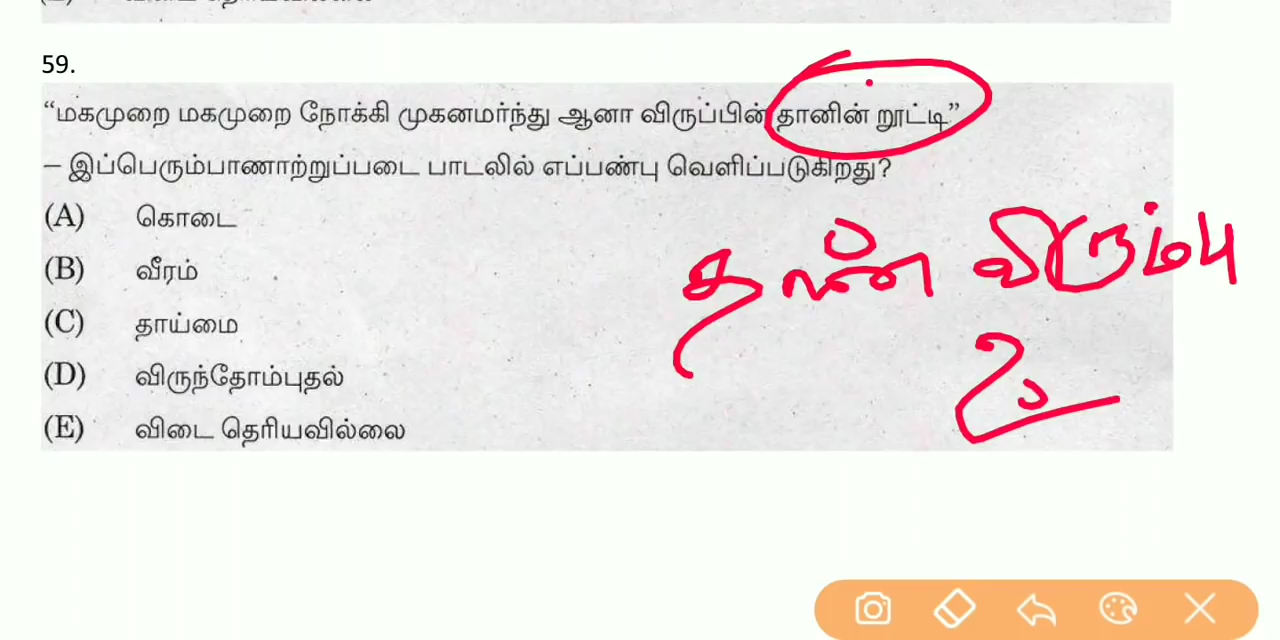 59.
“மகமுறை மகமுறை நோக்கி முகனமர்ந்து ஆனா விருப்பின் தானின் றூட்டி”
– இப்பெரும்பாணாற்றுப்படை பாடலில் எப்பண்பு வெளிப்படுகிறது?
(A) கொடை
(B) வீரம்
(C) தாய்மை
(D) விருந்தோம்புதல்
(E) விடை தெரியவில்லை
தான் விரும்பு
உ